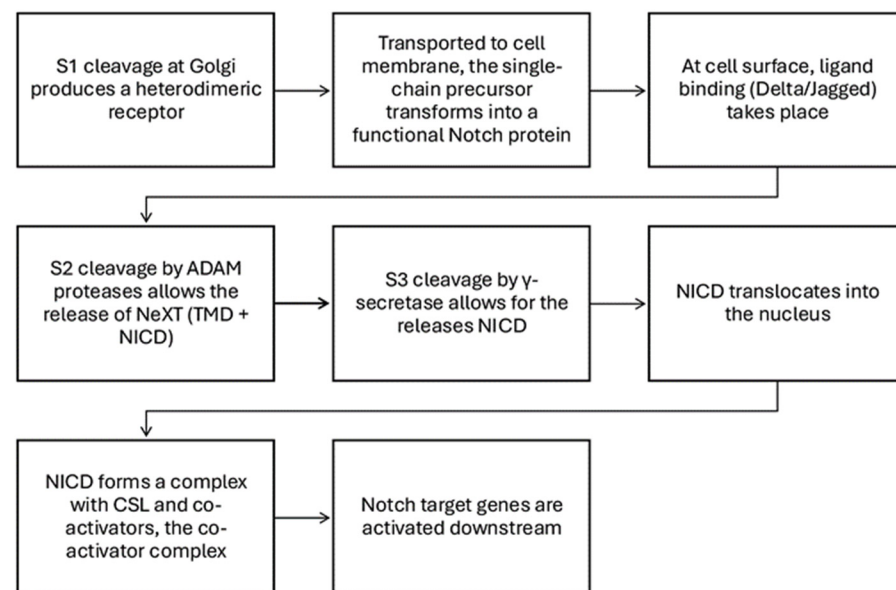 S1 cleavage at Golgi
produces a heterodimeric
receptor
Transported to cell
membrane, the single-
chain precursor
transforms into a
functional Notch protein
At cell surface, ligand
binding (Delta/Jagged)
takes place
S2 cleavage by ADAM
proteases allows the
release of NeXT (TMD +
NICD)
S3 cleavage by γ-
secretase allows for the
releases NICD
NICD translocates into
the nucleus
NICD forms a complex
with CSL and co-
activators, the co-
activator complex
Notch target genes are
activated downstream